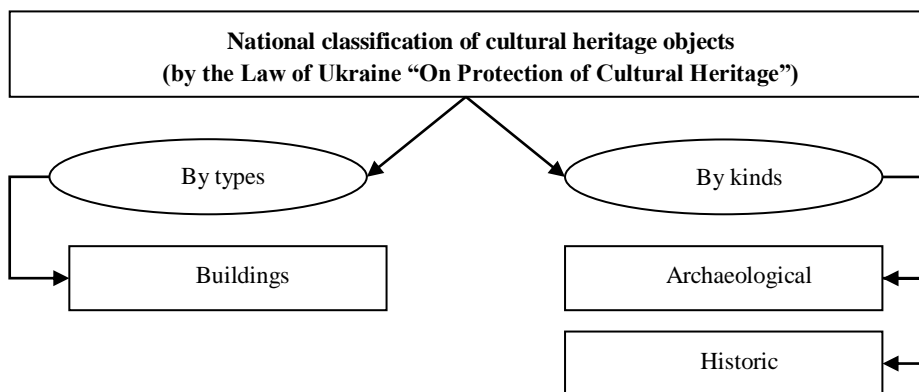 National classification of cultural heritage objects
(by the Law of Ukraine “On Protection of Cultural Heritage”)
By types
By kinds
Buildings
Archaeological
Historic